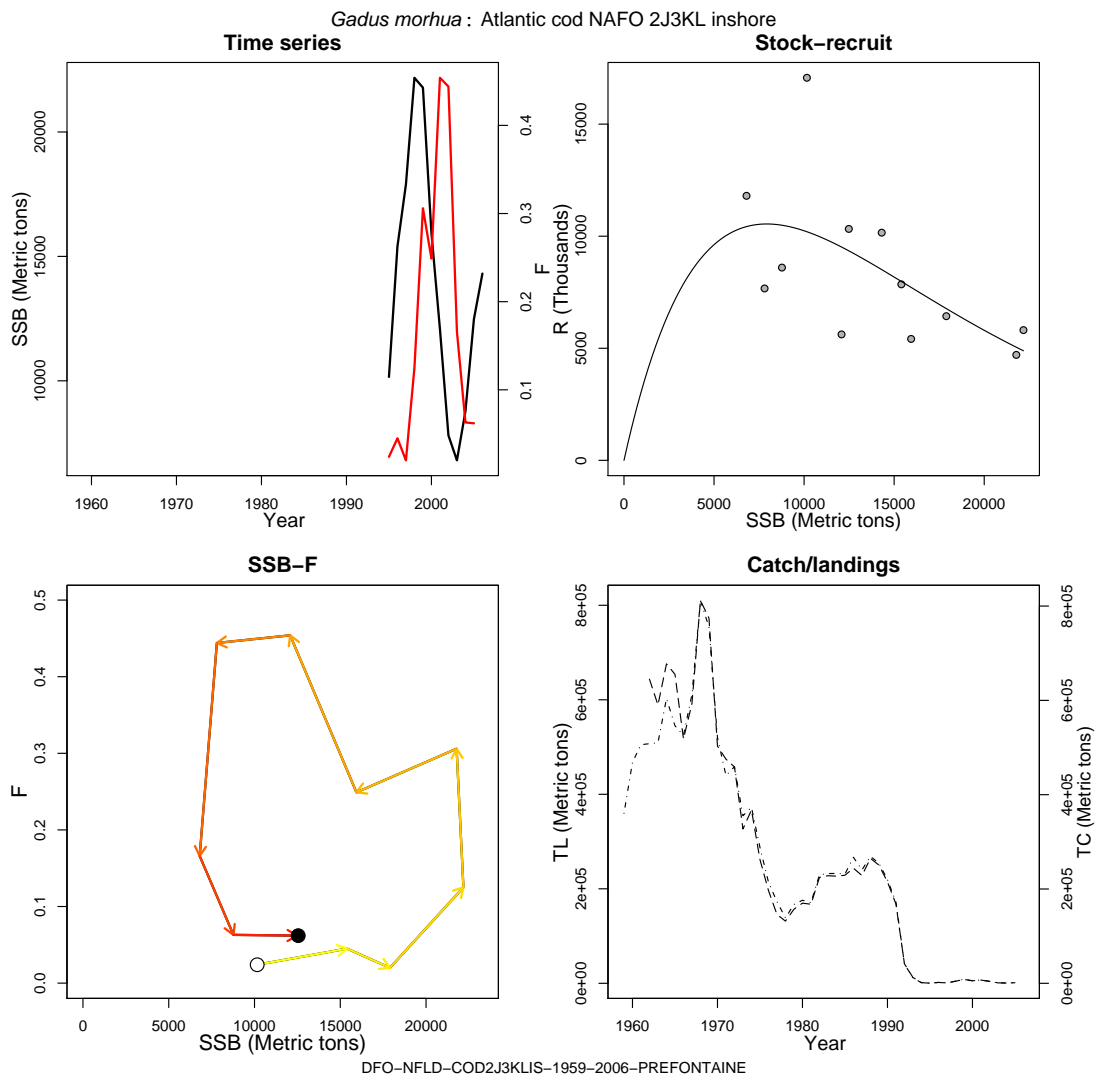 Gadus morhua : Atlantic cod NAFO 2J3KL inshore
Time series
SSB (Metric tons)
10000 15000 20000
F
0.1 0.2 0.3 0.4
1960 1970 1980 1990 2000
Year
Stock−recruit
R (Thousands)
0 5000 10000 15000
0 5000 10000 15000 20000
SSB (Metric tons)
SSB−F
F
0.0 0.1 0.2 0.3 0.4 0.5
0 5000 10000 15000 20000
SSB (Metric tons)
Catch/landings
TL (Metric tons)
0e+00 2e+05 4e+05 6e+05 8e+05
TC (Metric tons)
0e+00 2e+05 4e+05 6e+05 8e+05
1960 1970 1980 1990 2000
Year
DFO−NFLD−COD2J3KLIS−1959−2006−PREFONTAINE